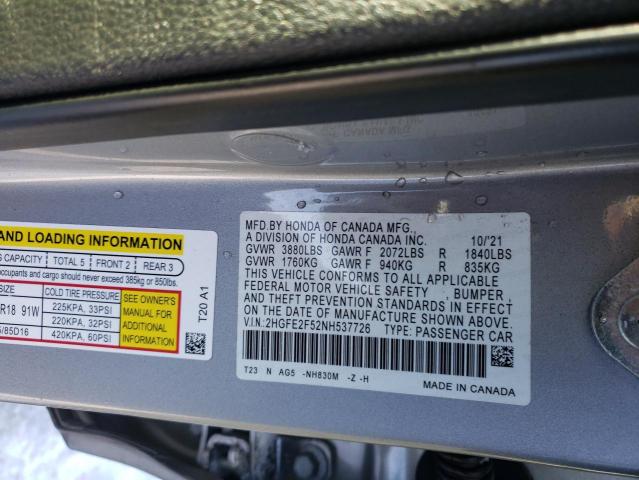 AND LOADING INFORMATION
CAPACITY TOTAL 5 FRONT 2 REAR 3
occupants and cargo should never exceed 385kg or 850lbs.
SIZE COLD TIRE PRESSURE SEE OWNER'S MANUAL FOR ADDITIONAL INFORMATION
R18 91W 225KPA, 33PSI
220KPA, 32PSI
/85D16 420KPA, 60PSI
T20 A1
MFD.BY HONDA OF CANADA MFG.,
A DIVISION OF HONDA CANADA INC. 10/'21
GVWR 3880LBS GAWR F 2072LBS R 1840LBS
GVWR 1760KG GAWR F 940KG R 835KG
THIS VEHICLE CONFORMS TO ALL APPLICABLE
FEDERAL MOTOR VEHICLE SAFETY , BUMPER ,
AND THEFT PREVENTION STANDARDS IN EFFECT
ON THE DATE OF MANUFACTURE SHOWN ABOVE.
V.I.N:2HGFE2F52NH537726 TYPE: PASSENGER CAR
T23 N AG5 -NH830M -Z -H
MADE IN CANADA